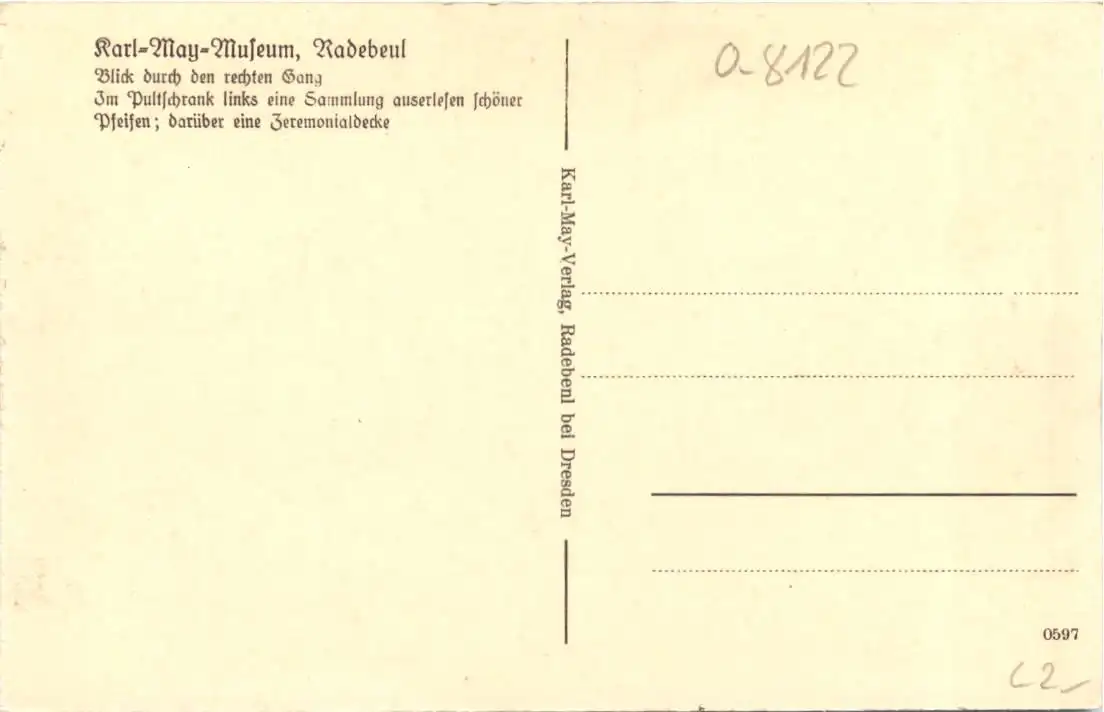 Karl-May-Museum, Radebeul
Blick durch den rechten Gang
Im Pultschrank links eine Sammlung auserlesen schöner
Pfeifen; darüber eine Zeremonialdecke
Karl-May-Verlag, Radebeul bei Dresden
O-8122
0597